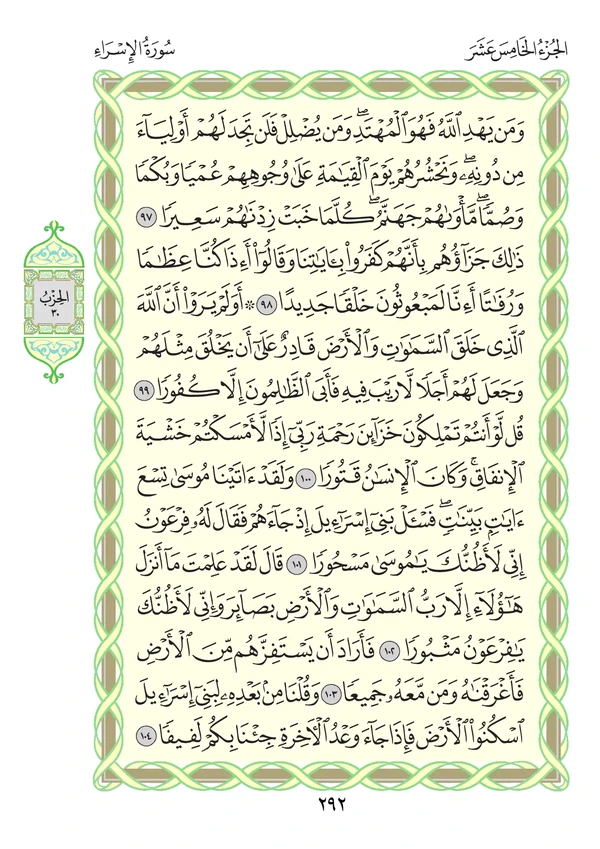 الجُزْءُ الخَامِسَ عَشَرَ
سُورَةُ الإِسْرَاءِ
وَمَن يَهْدِ ٱللَّهُ فَهُوَ ٱلْمُهْتَدِۖ وَمَن يُضْلِلْ فَلَن تَجِدَ لَهُمْ أَوْلِيَآءَ
مِن دُونِهِۦۖ وَنَحْشُرُهُمْ يَوْمَ ٱلْقِيَٰمَةِ عَلَىٰ وُجُوهِهِمْ عُمْيًا وَبُكْمًا
وَصُمًّاۖ مَّأْوَىٰهُمْ جَهَنَّمُۖ كُلَّمَا خَبَتْ زِدْنَٰهُمْ سَعِيرًا ٩٧
ذَٰلِكَ جَزَآؤُهُم بِأَنَّهُمْ كَفَرُوا۟ بِـَٔايَٰتِنَا وَقَالُوٓا۟ أَءِذَا كُنَّا عِظَٰمًا
وَرُفَٰتًا أَءِنَّا لَمَبْعُوثُونَ خَلْقًا جَدِيدًا ٩٨ ۞ أَوَلَمْ يَرَوْا۟ أَنَّ ٱللَّهَ
ٱلَّذِى خَلَقَ ٱلسَّمَٰوَٰتِ وَٱلْأَرْضَ قَادِرٌ عَلَىٰٓ أَن يَخْلُقَ مِثْلَهُمْ
وَجَعَلَ لَهُمْ أَجَلًا لَّا رَيْبَ فِيهِ فَأَبَى ٱلظَّٰلِمُونَ إِلَّا كُفُورًا ٩٩
قُل لَّوْ أَنتُمْ تَمْلِكُونَ خَزَآئِنَ رَحْمَةِ رَبِّىٓ إِذًا لَّأَمْسَكْتُمْ خَشْيَةَ
ٱلْإِنفَاقِۚ وَكَانَ ٱلْإِنسَٰنُ قَتُورًا ١٠٠ وَلَقَدْ ءَاتَيْنَا مُوسَىٰ تِسْعَ
ءَايَٰتٍۭ بَيِّنَٰتٍۖ فَسْـَٔلْ بَنِىٓ إِسْرَٰٓءِيلَ إِذْ جَآءَهُمْ فَقَالَ لَهُۥ فِرْعَوْنُ
إِنِّى لَأَظُنُّكَ يَٰمُوسَىٰ مَسْحُورًا ١٠١ قَالَ لَقَدْ عَلِمْتَ مَآ أَنزَلَ
هَٰٓؤُلَآءِ إِلَّا رَبُّ ٱلسَّمَٰوَٰتِ وَٱلْأَرْضِ بَصَآئِرَ وَإِنِّى لَأَظُنُّكَ
يَٰفِرْعَوْنُ مَثْبُورًا ١٠٢ فَأَرَادَ أَن يَسْتَفِزَّهُم مِّنَ ٱلْأَرْضِ
فَأَغْرَقْنَٰهُ وَمَن مَّعَهُۥ جَمِيعًا ١٠٣ وَقُلْنَا مِنۢ بَعْدِهِۦ لِبَنِىٓ إِسْرَٰٓءِيلَ
ٱسْكُنُوا۟ ٱلْأَرْضَ فَإِذَا جَآءَ وَعْدُ ٱلْءَاخِرَةِ جِئْنَا بِكُمْ لَفِيفًا ١٠٤
الحِزْبُ
٣٠
٢٩٢